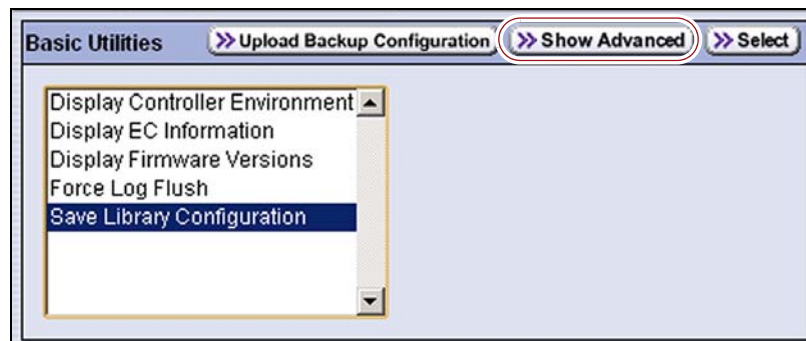 Basic Utilities >> Upload Backup Configuration >> Show Advanced >> Select
Display Controller Environment
Display EC Information
Display Firmware Versions
Force Log Flush
Save Library Configuration